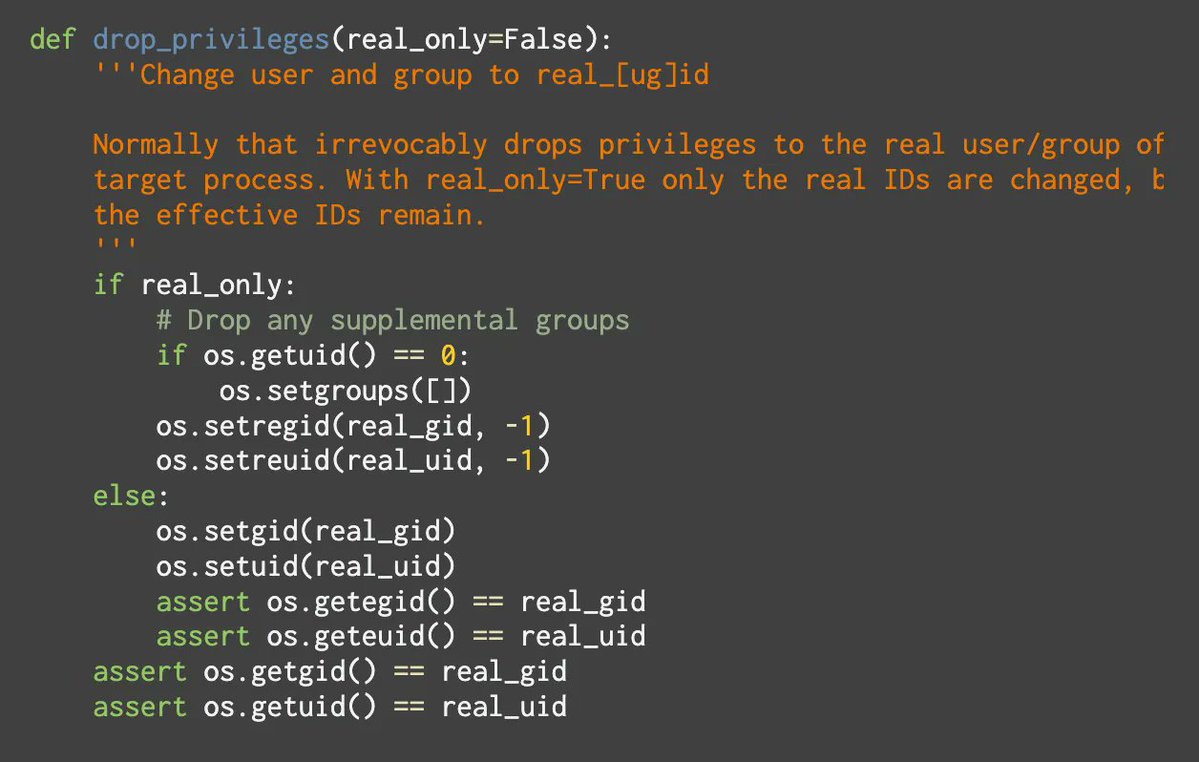 def drop_privileges(real_only=False):
    '''Change user and group to real_[ug]id

    Normally that irrevocably drops privileges to the real user/group of
    target process. With real_only=True only the real IDs are changed, b
    the effective IDs remain.
    '''
    if real_only:
        # Drop any supplemental groups
        if os.getuid() == 0:
            os.setgroups([])
        os.setregid(real_gid, -1)
        os.setreuid(real_uid, -1)
    else:
        os.setgid(real_gid)
        os.setuid(real_uid)
        assert os.getegid() == real_gid
        assert os.geteuid() == real_uid
    assert os.getgid() == real_gid
    assert os.getuid() == real_uid